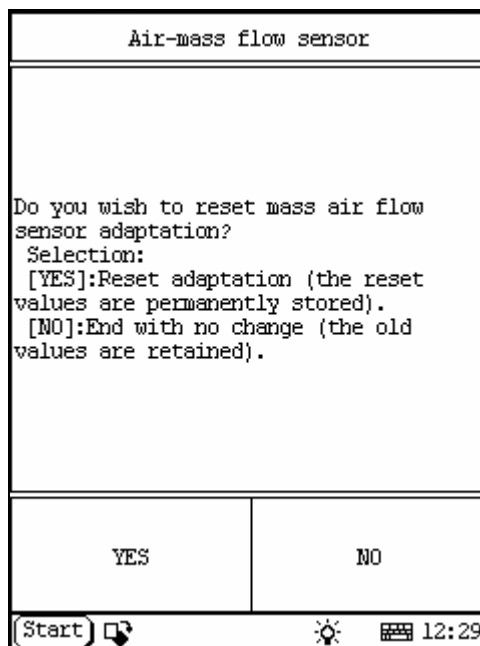 Air-mass flow sensor
Do you wish to reset mass air flow
sensor adaptation?
Selection:
[YES]:Reset adaptation (the reset
values are permanently stored).
[NO]:End with no change (the old
values are retained).
YES
NO
Start
12:29